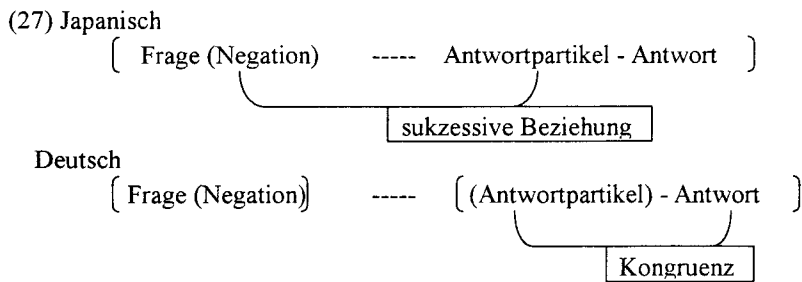 (27) Japanisch
[ Frage (Negation) ----- Antwortpartikel - Antwort ]
sukzessive Beziehung
Deutsch
[ Frage (Negation)] ----- [ (Antwortpartikel) - Antwort ]
Kongruenz